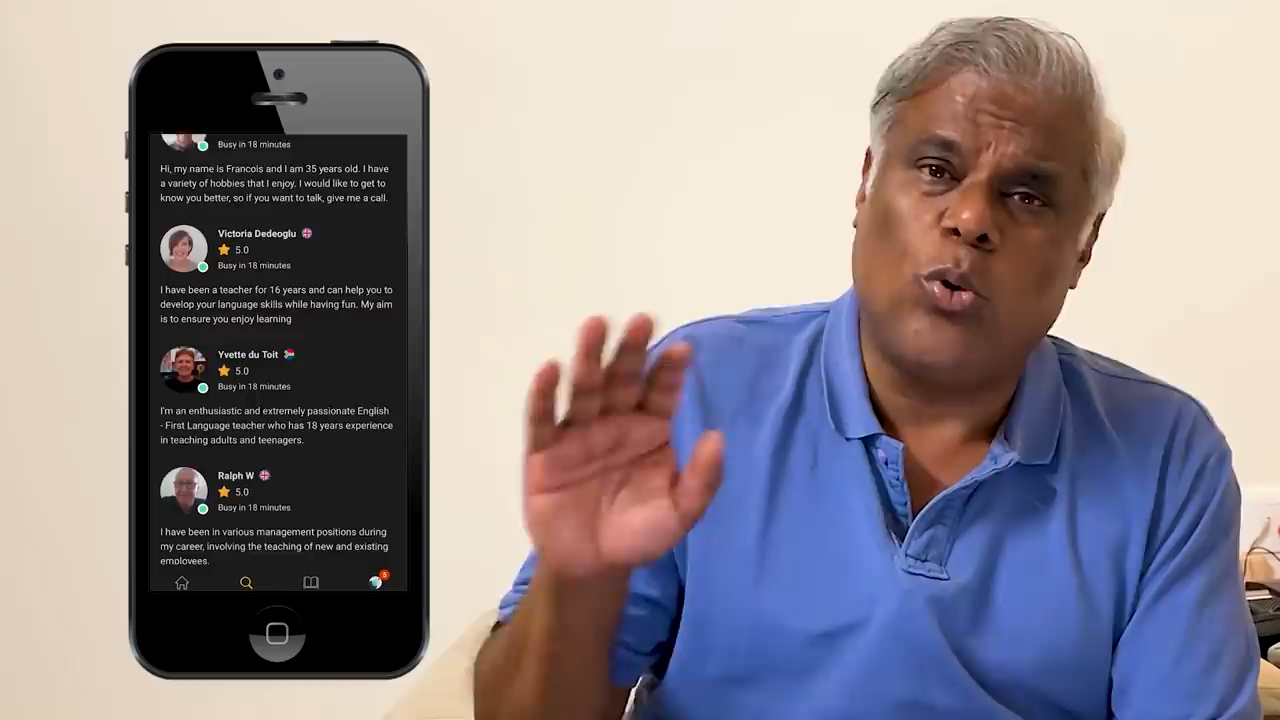 Busy in 18 minutes
Hi, my name is Francois and I am 35 years old. I have
a variety of hobbies that I enjoy. I would like to get to
know you better, so if you want to talk, give me a call.
Victoria Dedeoglu
5.0
Busy in 18 minutes
I have been a teacher for 16 years and can help you to
develop your language skills while having fun. My aim
is to ensure you enjoy learning
Yvette du Toit
5.0
Busy in 18 minutes
I'm an enthusiastic and extremely passionate English
- First Language teacher who has 18 years experience
in teaching adults and teenagers.
Ralph W
5.0
Busy in 18 minutes
I have been in various management positions during
my career, involving the teaching of new and existing
employees.
5